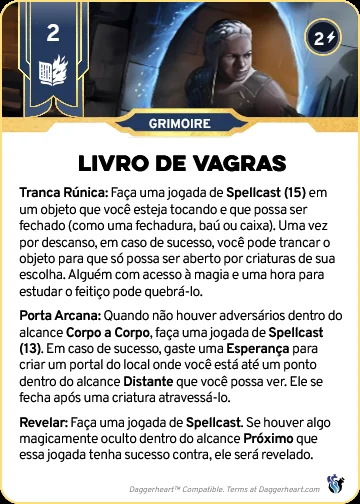 2
2
GRIMOIRE
LIVRO DE VAGRAS
Tranca Rúnica: Faça uma jogada de Spellcast (15) em
um objeto que você esteja tocando e que possa ser
fechado (como uma fechadura, baú ou caixa). Uma vez
por descanso, em caso de sucesso, você pode trancar o
objeto para que só possa ser aberto por criaturas de sua
escolha. Alguém com acesso à magia e uma hora para
estudar o feitiço pode quebrá-lo.
Porta Arcana: Quando não houver adversários dentro do
alcance Corpo a Corpo, faça uma jogada de Spellcast
(13). Em caso de sucesso, gaste uma Esperança para
criar um portal do local onde você está até um ponto
dentro do alcance Distante que você possa ver. Ele se
fecha após uma criatura atravessá-lo.
Revelar: Faça uma jogada de Spellcast. Se houver algo
magicamente oculto dentro do alcance Próximo que
essa jogada tenha sucesso contra, ele será revelado.
Daggerheart™ Compatible. Terms at Daggerheart.com